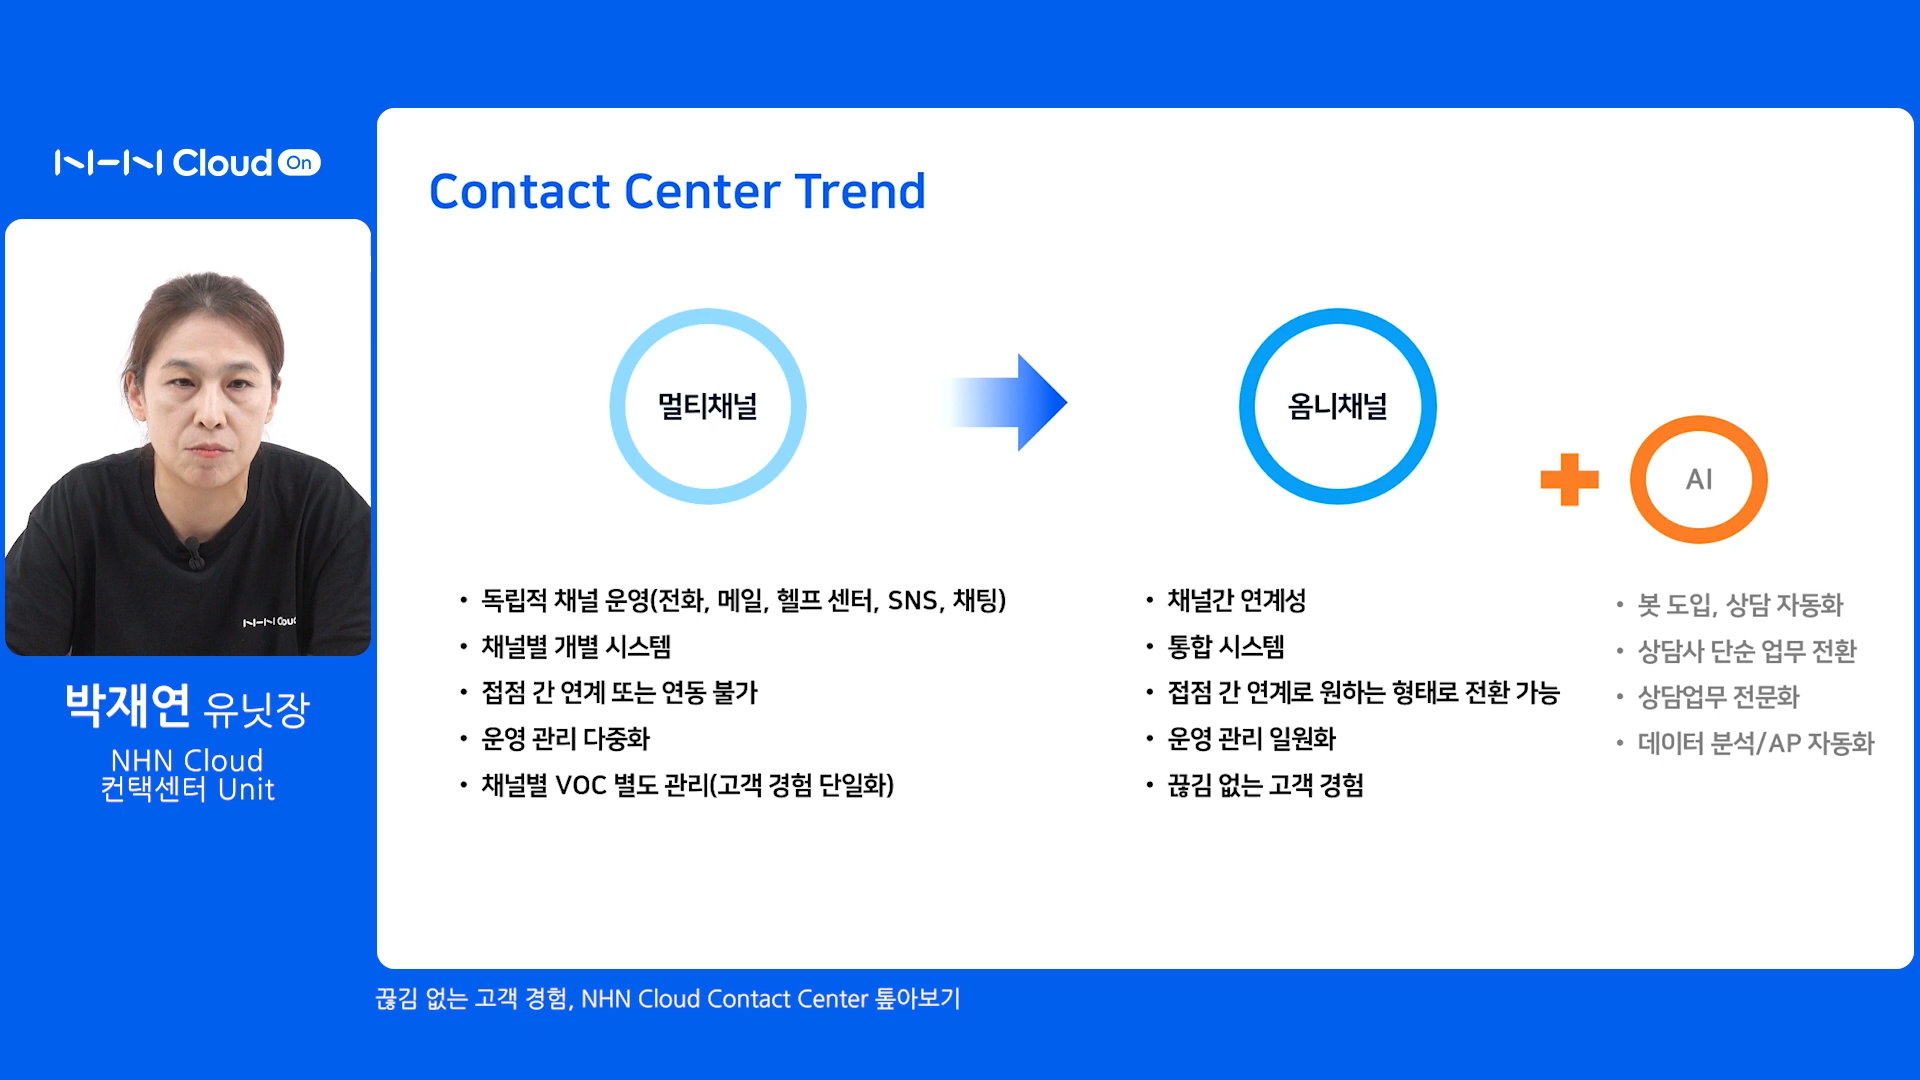 NHN Cloud On
Contact Center Trend
멀티채널
옴니채널
AI
• 독립적 채널 운영(전화, 메일, 헬프 센터, SNS, 채팅)
• 채널별 개별 시스템
• 접점 간 연계 또는 연동 불가
• 운영 관리 다중화
• 채널별 VOC 별도 관리(고객 경험 단일화)
• 채널간 연계성
• 통합 시스템
• 접점 간 연계로 원하는 형태로 전환 가능
• 운영 관리 일원화
• 끊김 없는 고객 경험
• 봇 도입, 상담 자동화
• 상담사 단순 업무 전환
• 상담업무 전문화
• 데이터 분석/AP 자동화
NHN Cloud
박재연 유닛장
NHN Cloud
컨택센터 Unit
끊김 없는 고객 경험, NHN Cloud Contact Center 톺아보기